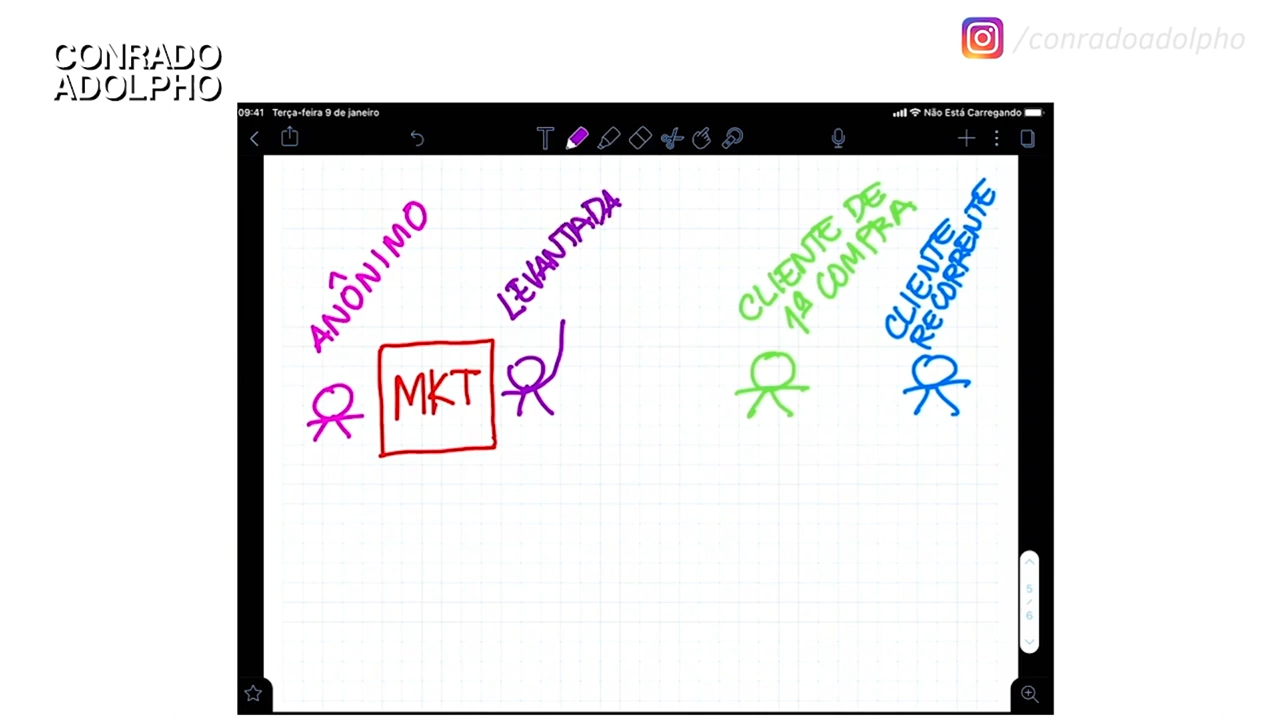 CONRADO
ADOLPHO
/conradoadolpho
09:41 Terça-feira 9 de janeiro
Não Está Carregando
T
ANÔNIMO
LEVANTADA
CLIENTE DE
1ª COMPRA
CLIENTE
RECORRENTE
MKT
5
/
6